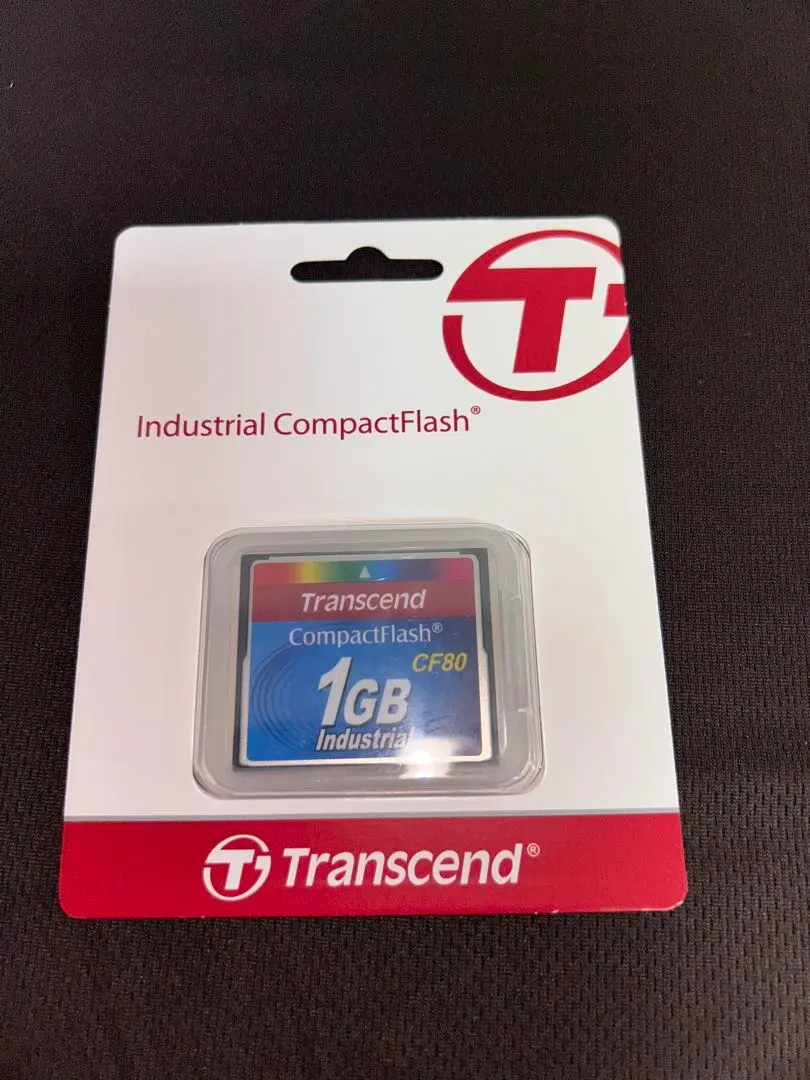 Industrial CompactFlash®
Transcend
CompactFlash®
CF80
1GB
Industrial
Transcend®